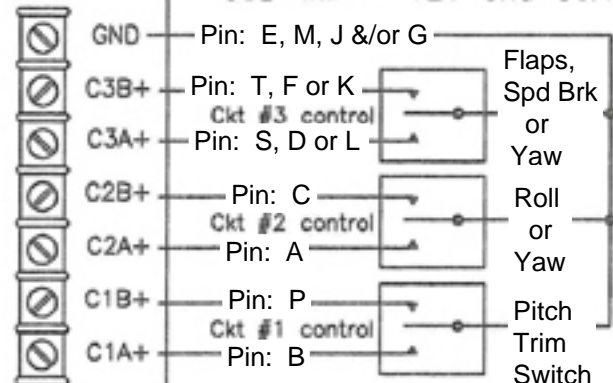 GND Pin: E, M, J &/or G
C3B+ Pin: T, F or K
Ckt #3 control
C3A+ Pin: S, D or L
Flaps,
Spd Brk
or
Yaw
C2B+ Pin: C
Ckt #2 control
C2A+ Pin: A
Roll
or
Yaw
C1B+ Pin: P
Ckt #1 control
C1A+ Pin: B
Pitch
Trim
Switch